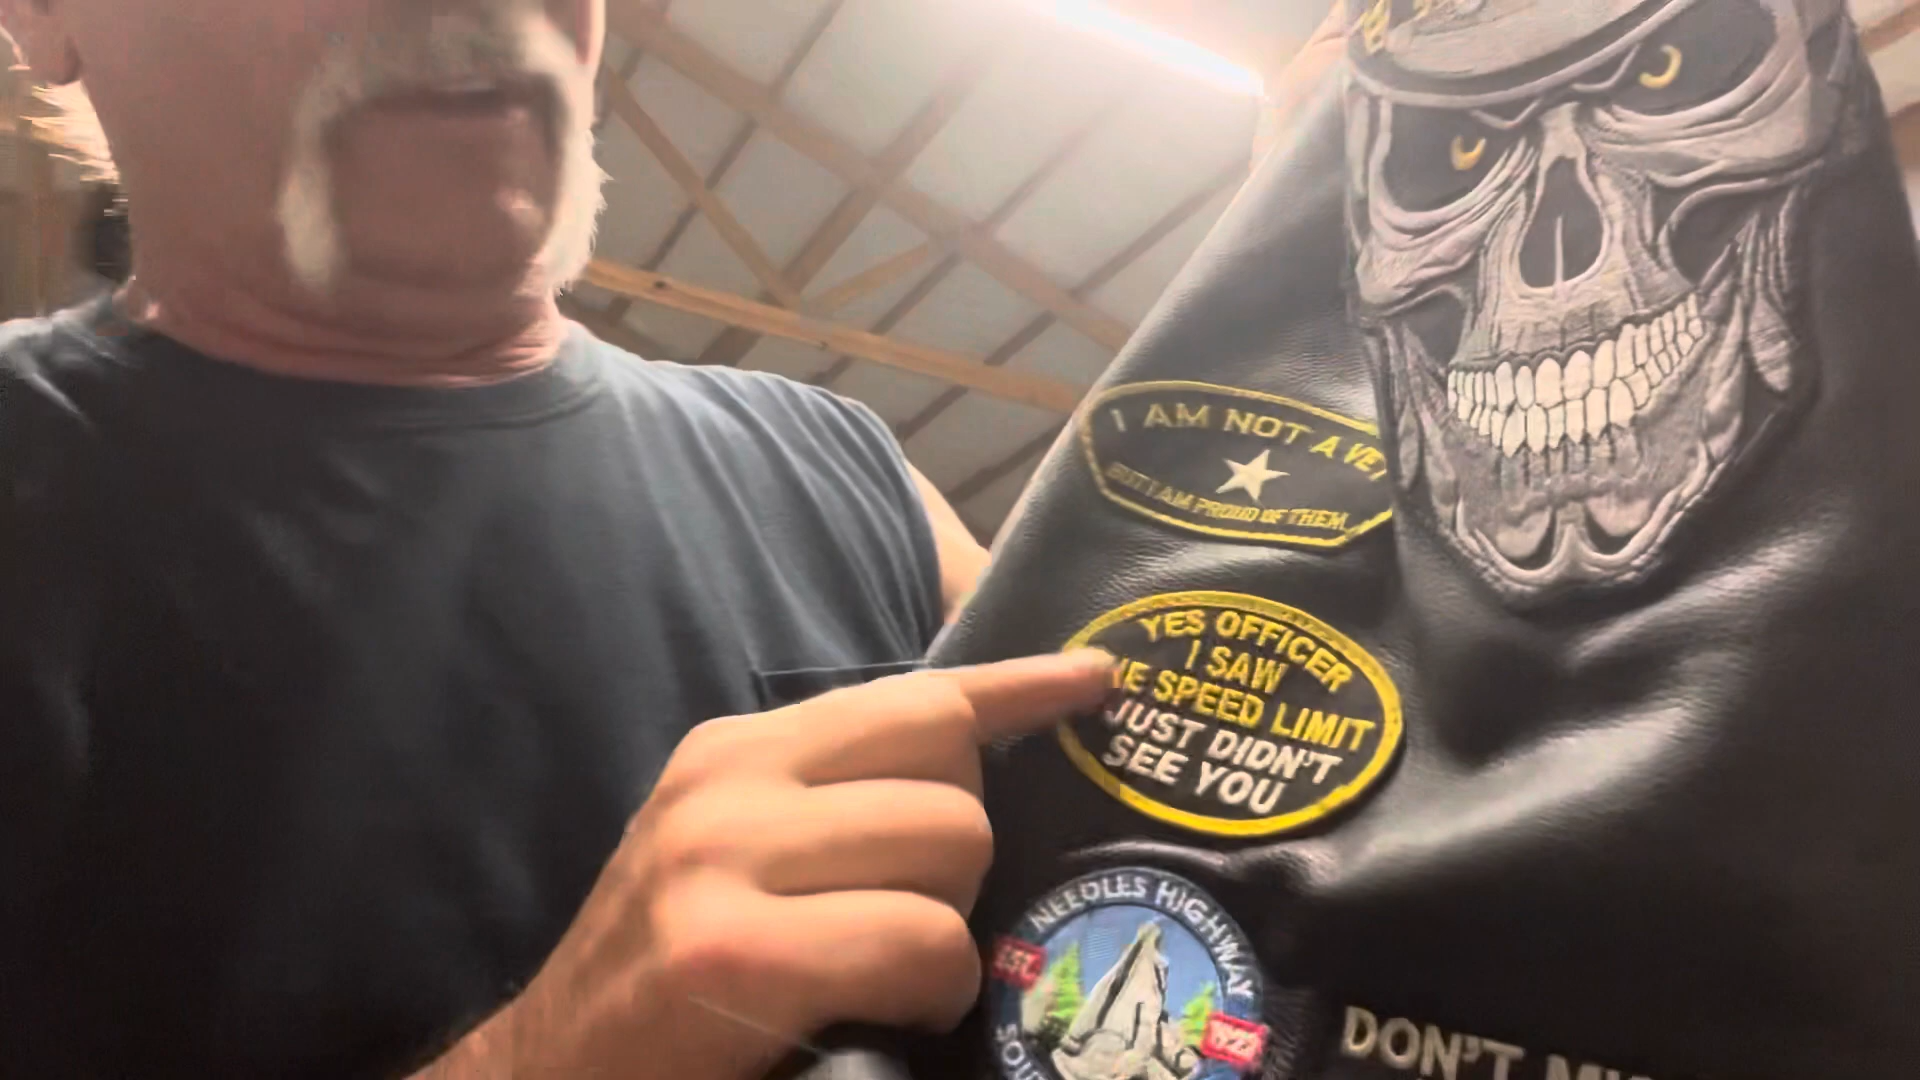 I AM NOT A VET
BUT I AM PROUD OF THEM
YES OFFICER
I SAW
SPEED LIMIT
JUST DIDN'T
SEE YOU
NEEDLES HIGHWAY
EST.
1922
DON'T